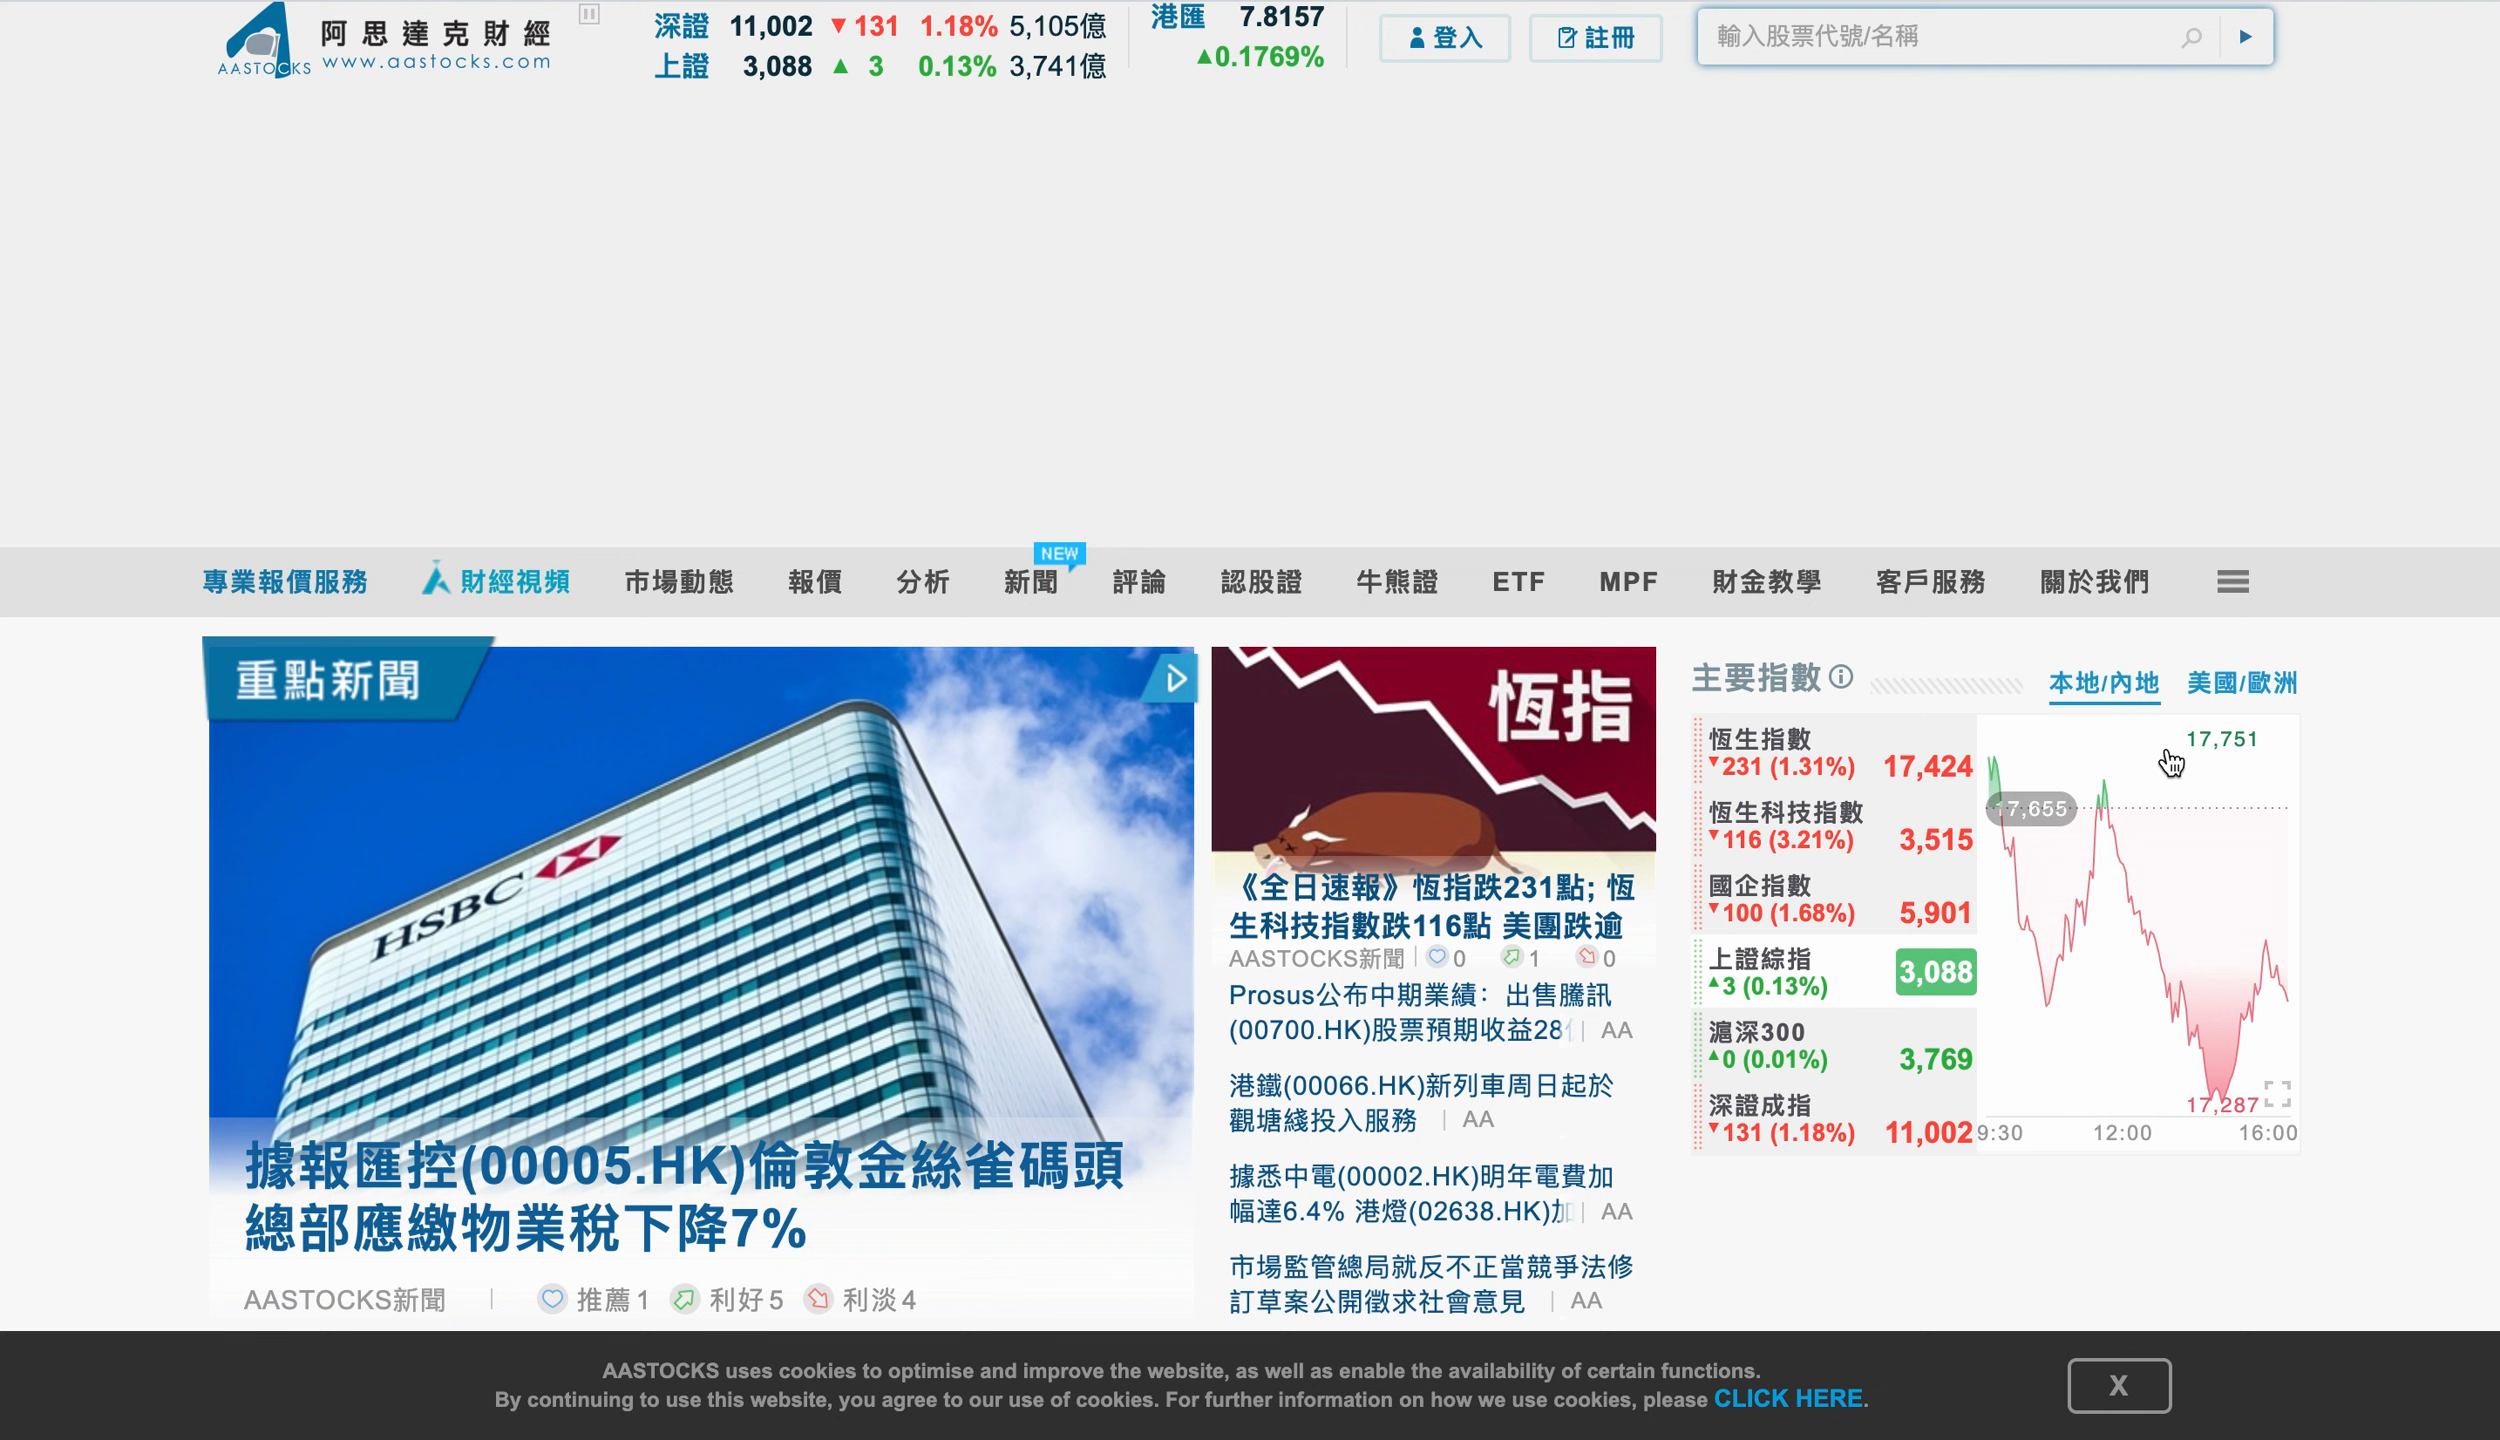 AASTOCKS
阿思達克財經
www.aastocks.com
深證 11,002 ▼131 1.18% 5,105億
上證 3,088 ▲ 3 0.13% 3,741億
港匯 7.8157
▲0.1769%
登入
註冊
輸入股票代號/名稱
NEW
專業報價服務 財經視頻 市場動態 報價 分析 新聞 評論 認股證 牛熊證 ETF MPF 財金教學 客戶服務 關於我們
重點新聞
HSBC
據報匯控(00005.HK)倫敦金絲雀碼頭
總部應繳物業稅下降7%
AASTOCKS新聞 | 推薦1 利好5 利淡4
恆指
《全日速報》恆指跌231點; 恆
生科技指數跌116點 美團跌逾
AASTOCKS新聞 | 0 1 0
Prosus公布中期業績：出售騰訊
(00700.HK)股票預期收益28 | AA
港鐵(00066.HK)新列車周日起於
觀塘綫投入服務 | AA
據悉中電(00002.HK)明年電費加
幅達6.4% 港燈(02638.HK)加 | AA
市場監管總局就反不正當競爭法修
訂草案公開徵求社會意見 | AA
主要指數
本地/內地 美國/歐洲
恆生指數
▼231 (1.31%) 17,424
恆生科技指數
▼116 (3.21%) 3,515
國企指數
▼100 (1.68%) 5,901
上證綜指
▲3 (0.13%) 3,088
滬深300
▲0 (0.01%) 3,769
深證成指
▼131 (1.18%) 11,002
17,751
17,655
17,287
9:30 12:00 16:00
AASTOCKS uses cookies to optimise and improve the website, as well as enable the availability of certain functions.
By continuing to use this website, you agree to our use of cookies. For further information on how we use cookies, please CLICK HERE.
X